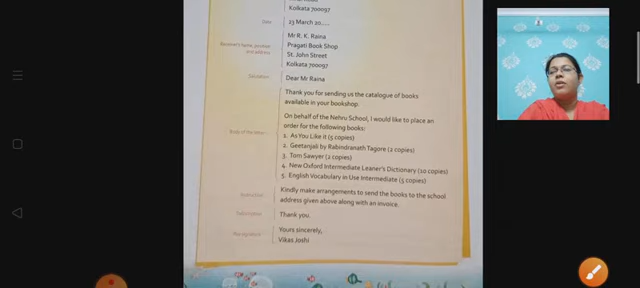 Kolkata 700097
Date
23 March 20.....
Mr R. K. Raina
Receiver's name, position
and address
Pragati Book Shop
St. John Street
Kolkata 700097
Salutation
Dear Mr Raina
Thank you for sending us the catalogue of books
available in your bookshop.
On behalf of the Nehru School, I would like to place an
order for the following books:
Body of the letter
1. As You Like it (5 copies)
2. Geetanjali by Rabindranath Tagore (2 copies)
3. Tom Sawyer (2 copies)
4. New Oxford Intermediate Leaner's Dictionary (10 copies)
5. English Vocabulary in Use Intermediate (5 copies)
Kindly make arrangements to send the books to the school
address given above along with an invoice.
Thank you.
Yours sincerely,
Vikas Joshi